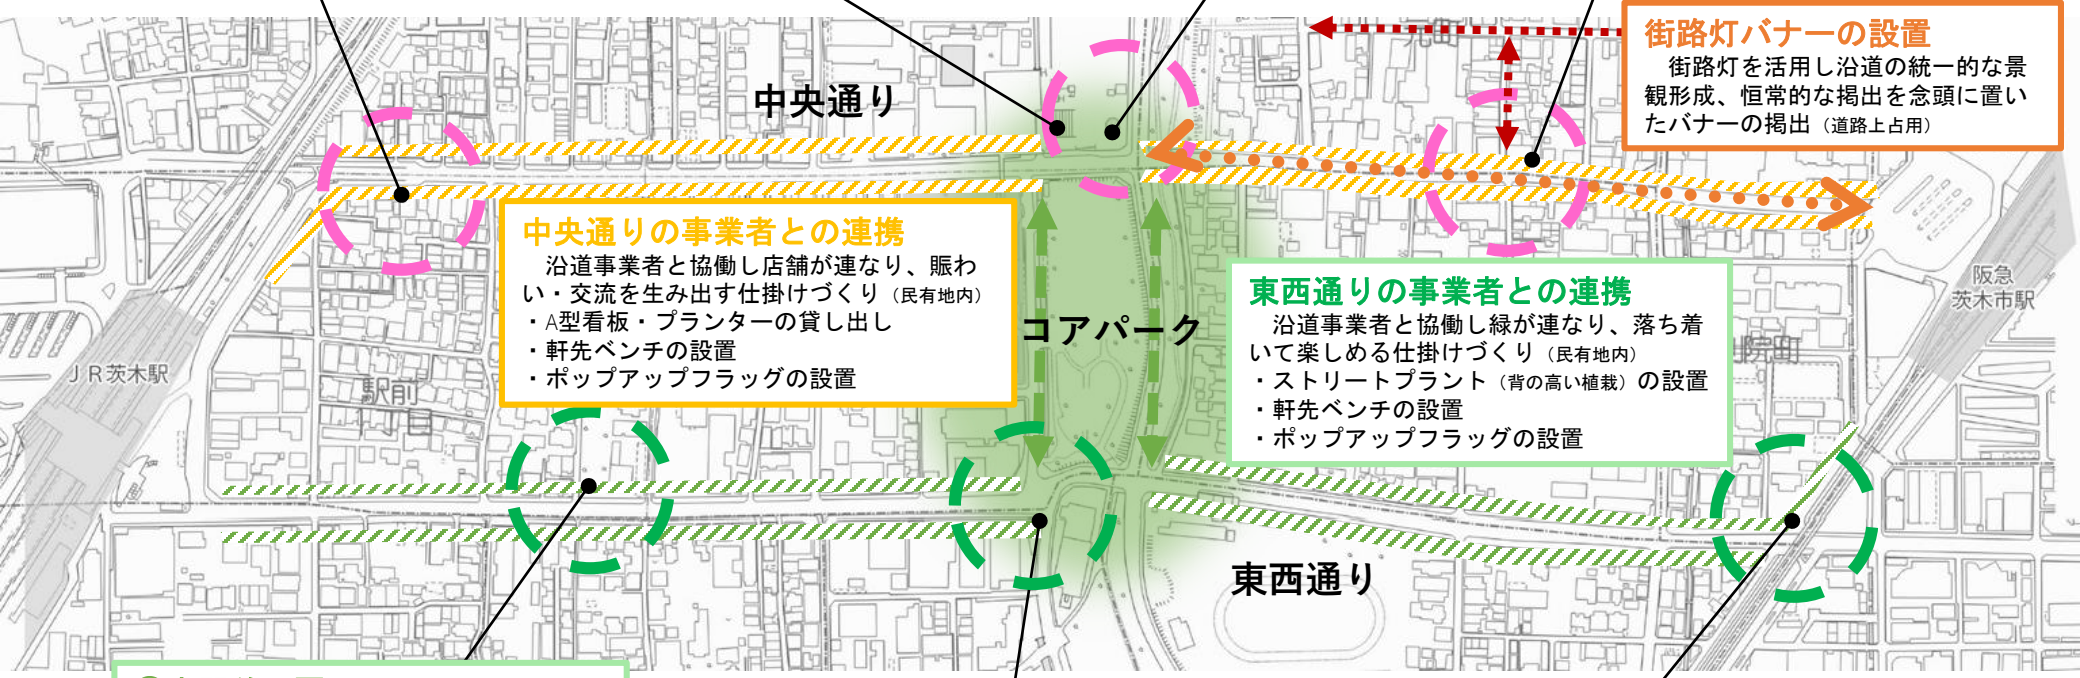 街路灯バナーの設置
街路灯を活用し沿道の統一的な景
観形成、恒常的な掲出を念頭に置い
たバナーの掲出（道路上占用）
中央通り
中央通りの事業者との連携
沿道事業者と協働し店舗が連なり、賑わ
い・交流を生み出す仕掛けづくり（民有地内）
・A型看板・プランターの貸し出し
・軒先ベンチの設置
・ポップアップフラッグの設置
コアパーク
東西通りの事業者との連携
沿道事業者と協働し緑が連なり、落ち着
いて楽しめる仕掛けづくり（民有地内）
・ストリートプラント（背の高い植栽）の設置
・軒先ベンチの設置
・ポップアップフラッグの設置
阪急
茨木市駅
ＪＲ茨木駅
駅前
東西通り